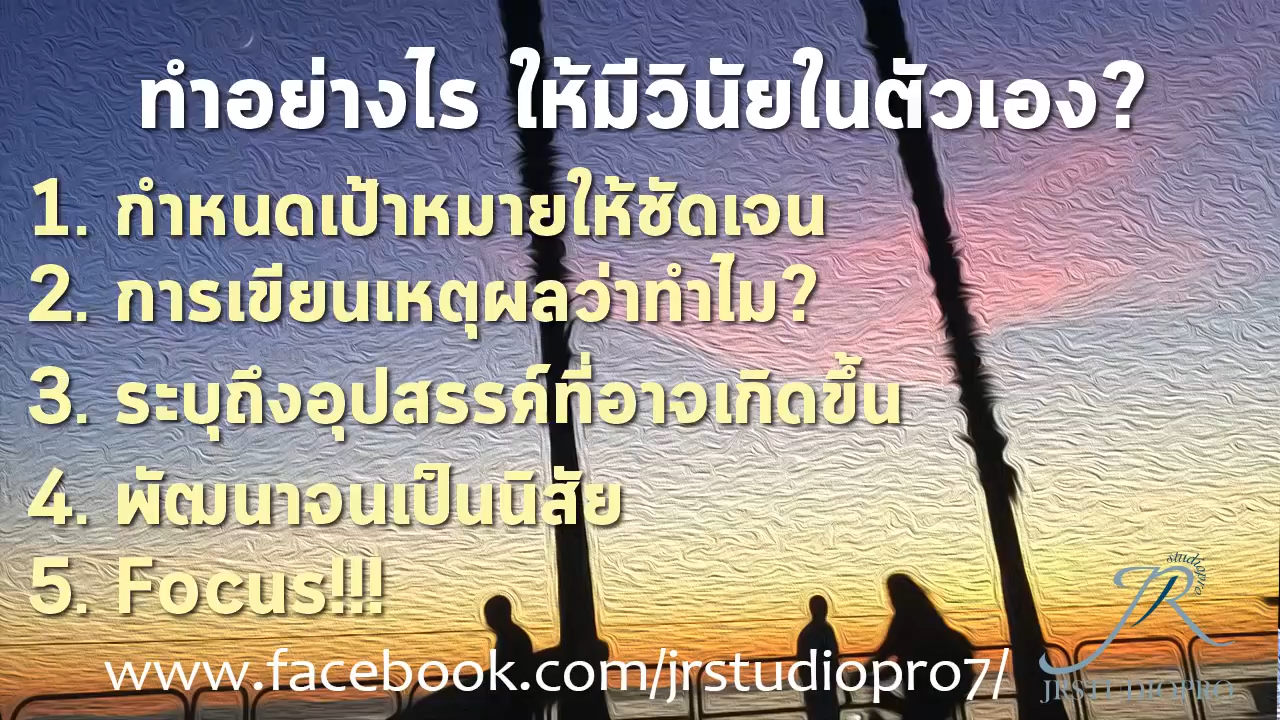 ทำอย่างไร ให้มีวินัยในตัวเอง?
1. กำหนดเป้าหมายให้ชัดเจน
2. การเขียนเหตุผลว่าทำไม?
3. ระบุถึงอุปสรรค์ที่อาจเกิดขึ้น
4. พัฒนาจนเป็นนิสัย
5. Focus!!!
studiopro
JR
www.facebook.com/jrstudiopro7/
JRSTUDIOPRO